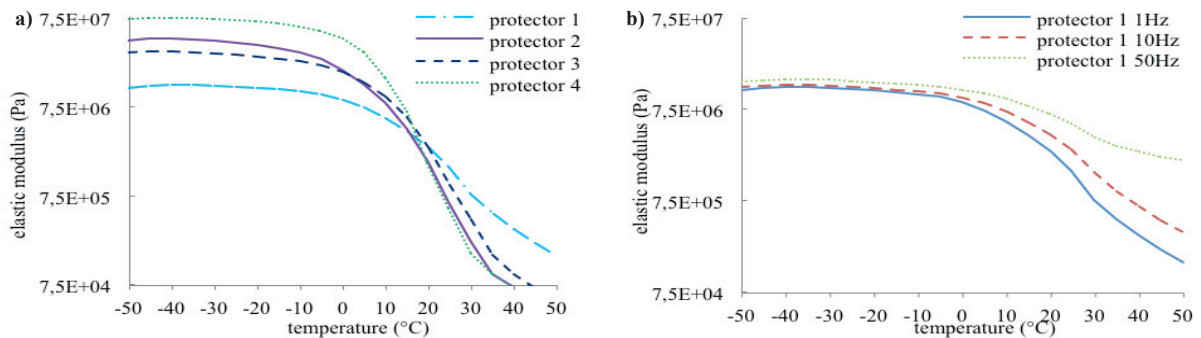 a)
7,5E+07
7,5E+06
7,5E+05
7,5E+04
elastic modulus (Pa)
protector 1
protector 2
protector 3
protector 4
-50 -40 -30 -20 -10 0 10 20 30 40 50
temperature (°C)
b)
7,5E+07
7,5E+06
7,5E+05
7,5E+04
elastic modulus (Pa)
protector 1 1Hz
protector 1 10Hz
protector 1 50Hz
-50 -40 -30 -20 -10 0 10 20 30 40 50
temperature (°C)